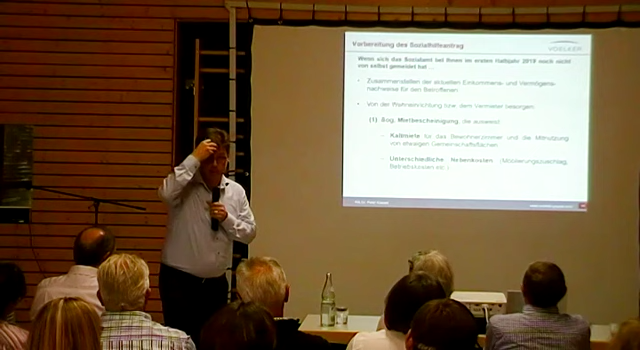 Vorbereitung des Sozialhilfeantrag
VOELKER
Wenn sich das Sozialamt bei Ihnen im ersten Halbjahr 2019 noch nicht
von selbst gemeldet hat ...
Zusammenstellen der aktuellen Einkommens- und Vermögens-
nachweise für den Betroffenen
Von der Wohneinrichtung bzw. dem Vermieter besorgen:
(1) Sog. Mietbescheinigung, die ausweist
- Kaltmiete für das Bewohnerzimmer und die Mitnutzung
von etwaigen Gemeinschaftsflächen
- Unterschiedliche Nebenkosten (Möblierungszuschlag,
Betriebskosten etc.)